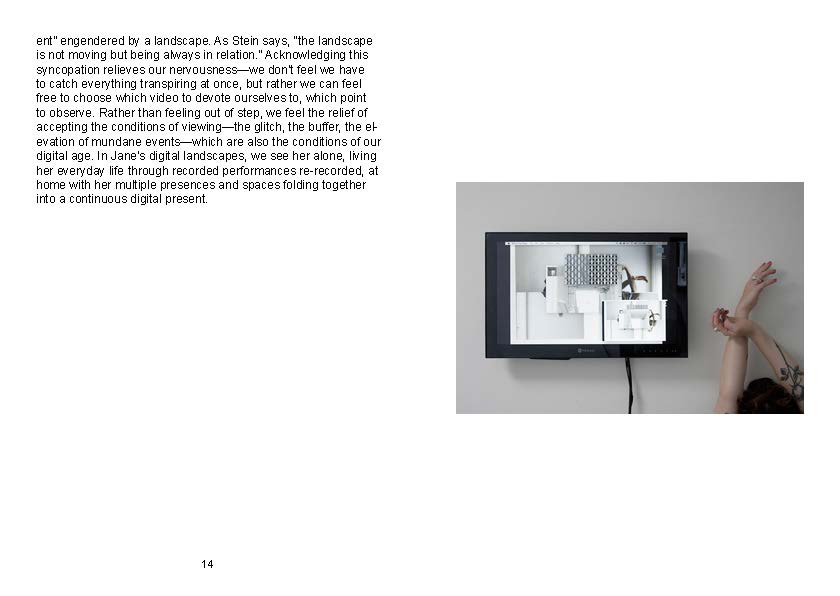 ent” engendered by a landscape. As Stein says, “the landscape
is not moving but being always in relation.” Acknowledging this
syncopation relieves our nervousness—we don’t feel we have
to catch everything transpiring at once, but rather we can feel
free to choose which video to devote ourselves to, which point
to observe. Rather than feeling out of step, we feel the relief of
accepting the conditions of viewing—the glitch, the buffer, the el-
evation of mundane events—which are also the conditions of our
digital age. In Jane’s digital landscapes, we see her alone, living
her everyday life through recorded performances re-recorded, at
home with her multiple presences and spaces folding together
into a continuous digital present.
14